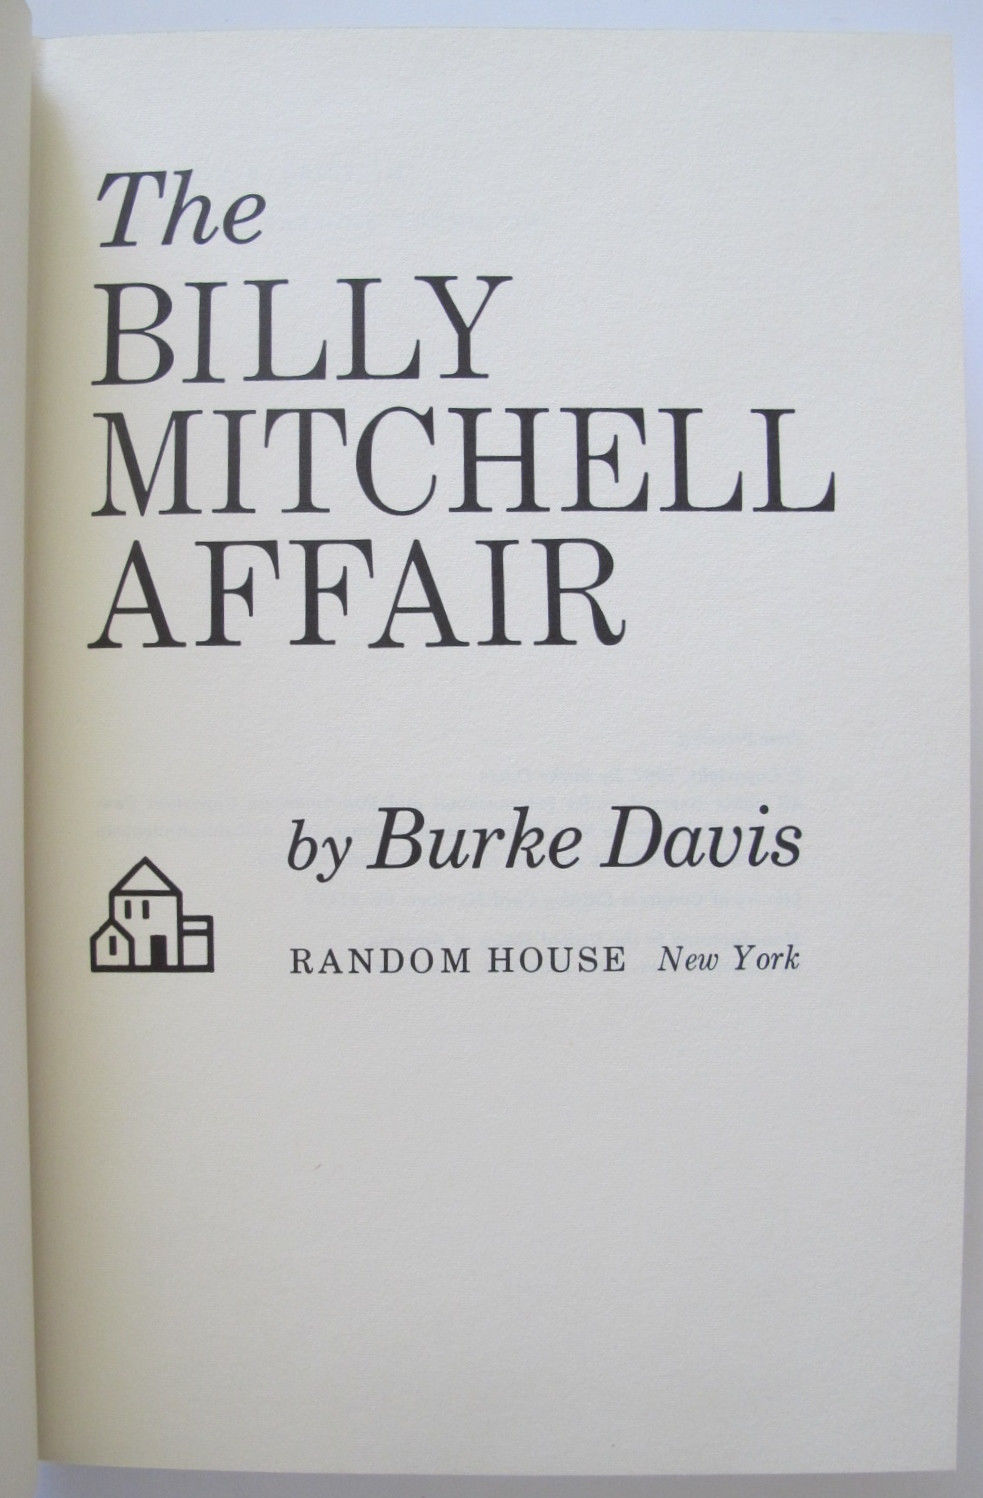 The
BILLY
MITCHELL
AFFAIR
by Burke Davis
RANDOM HOUSE New York